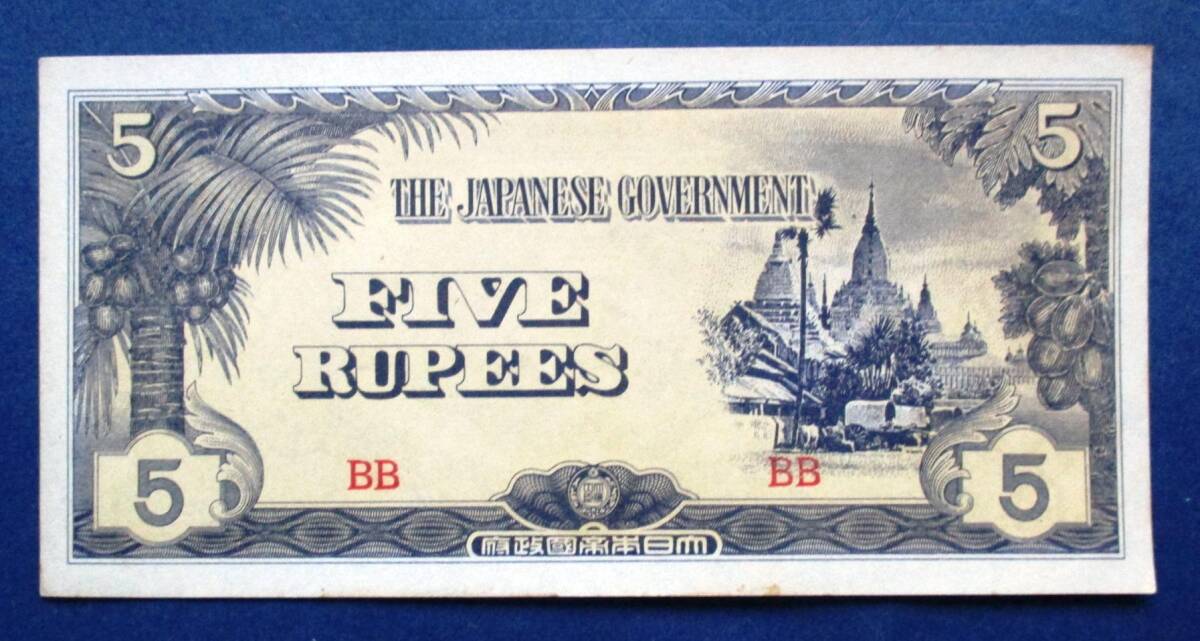 5 5
THE JAPANESE GOVERNMENT
FIVE
RUPEES
BB BB
5 5
府政國帝本日大